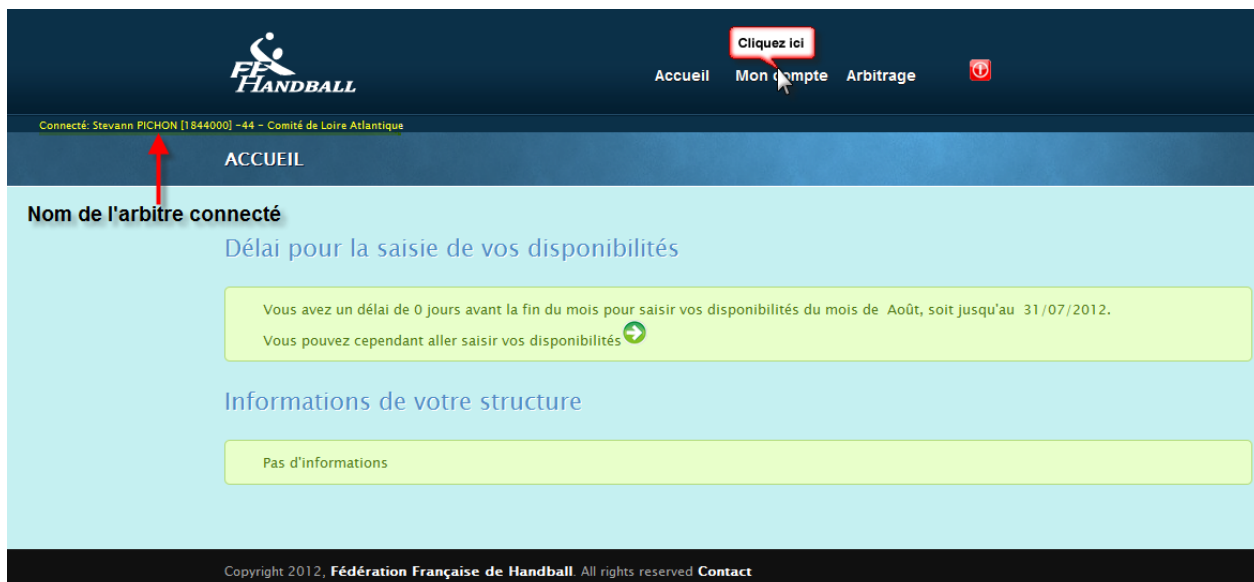 FF
HANDBALL
Cliquez ici
Accueil Mon compte Arbitrage
Connecté: Stevann PICHON [1844000] -44 - Comité de Loire Atlantique
ACCUEIL
Nom de l'arbitre connecté
Délai pour la saisie de vos disponibilités
Vous avez un délai de 0 jours avant la fin du mois pour saisir vos disponibilités du mois de Août, soit jusqu'au 31/07/2012.
Vous pouvez cependant aller saisir vos disponibilités
Informations de votre structure
Pas d'informations
Copyright 2012, Fédération Française de Handball. All rights reserved Contact